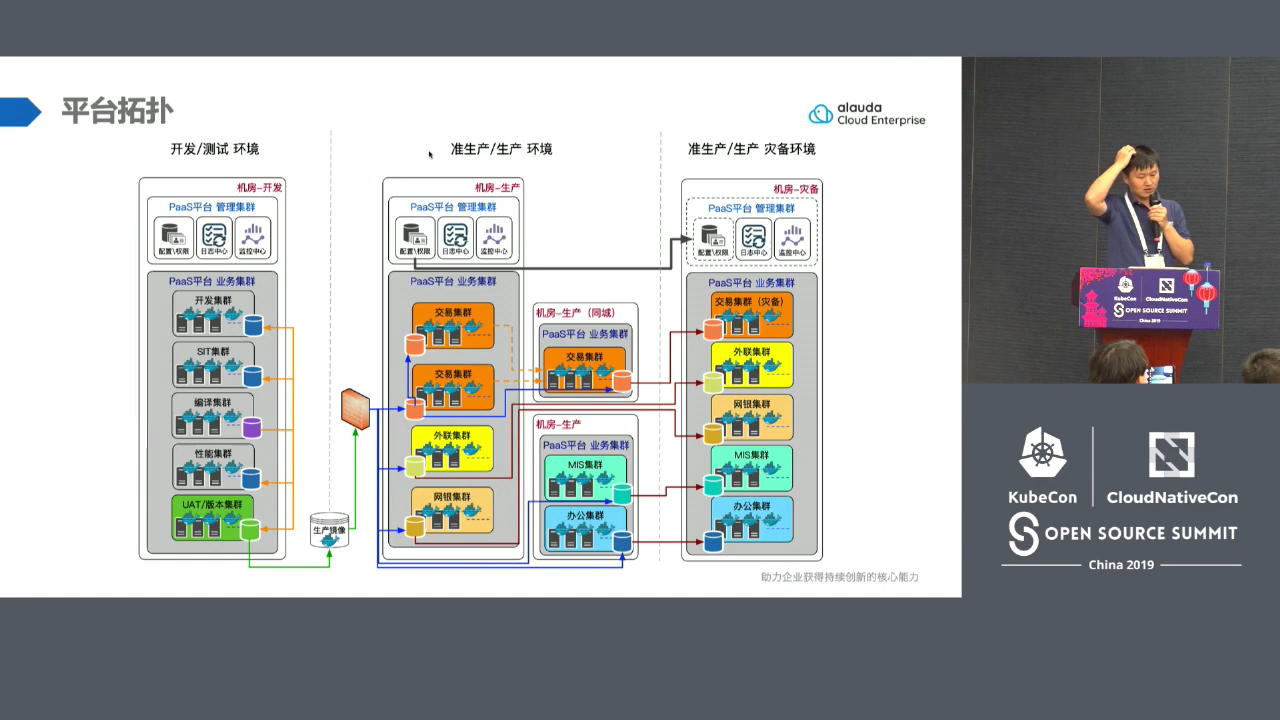 平台拓扑
alauda
Cloud Enterprise
开发/测试 环境
准生产/生产 环境
准生产/生产 灾备环境
机房-开发
PaaS平台 管理集群
配置\权限
日志中心
监控中心
PaaS平台 业务集群
开发集群
SIT集群
编译集群
性能集群
UAT/版本集群
生产镜像
机房-生产
PaaS平台 管理集群
配置\权限
日志中心
监控中心
PaaS平台 业务集群
交易集群
交易集群
外联集群
网银集群
机房-生产（同城）
PaaS平台 业务集群
交易集群
机房-生产
PaaS平台 业务集群
MIS集群
办公集群
机房-灾备
PaaS平台 管理集群
配置\权限
日志中心
监控中心
PaaS平台 业务集群
交易集群（灾备）
外联集群
网银集群
MIS集群
办公集群
助力企业获得持续创新的核心能力
KubeCon
CloudNativeCon
OPEN SOURCE SUMMIT
China 2019
KubeCon
CloudNativeCon
OPEN SOURCE SUMMIT
China 2019